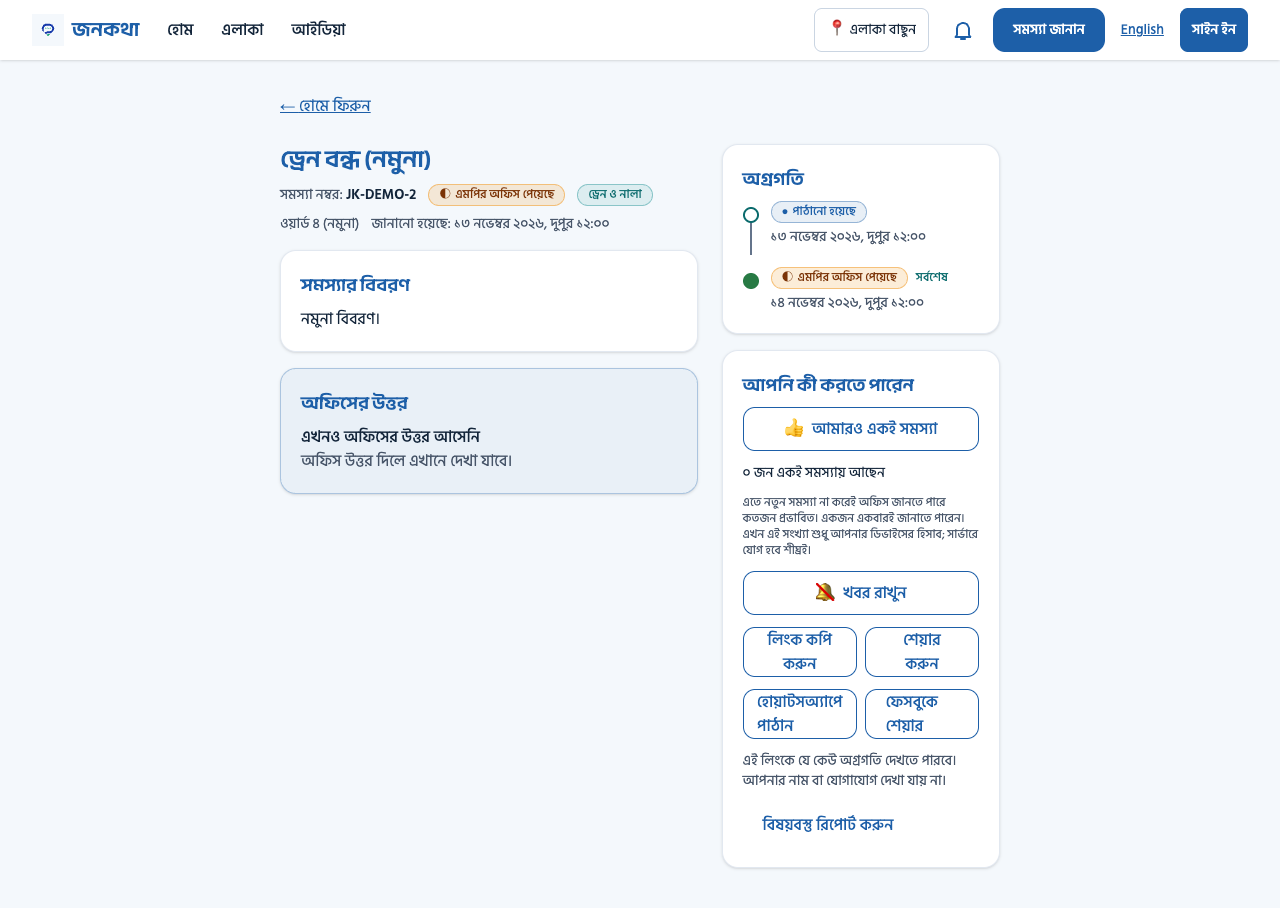 জনকথা
হোম
এলাকা
আইডিয়া
📍 এলাকা বাছুন
সমস্যা জানান
English
সাইন ইন
← হোমে ফিরুন
ড্রেন বন্ধ (নমুনা)
সমস্যা নম্বর: JK-DEMO-2
এমপির অফিস পেয়েছে
ড্রেন ও নালা
ওয়ার্ড ৪ (নমুনা) জানানো হয়েছে: ১৩ নভেম্বর ২০২৬, দুপুর ১২:০০
সমস্যার বিবরণ
নমুনা বিবরণ।
অফিসের উত্তর
এখনও অফিসের উত্তর আসেনি
অফিস উত্তর দিলে এখানে দেখা যাবে।
অগ্রগতি
পাঠানো হয়েছে
১৩ নভেম্বর ২০২৬, দুপুর ১২:০০
এমপির অফিস পেয়েছে সর্বশেষ
১৪ নভেম্বর ২০২৬, দুপুর ১২:০০
আপনি কী করতে পারেন
👍 আমারও একই সমস্যা
০ জন একই সমস্যায় আছেন
এতে নতুন সমস্যা না করেই অফিস জানতে পারে
কতজন প্রভাবিত। একজন একবারই জানাতে পারেন।
এখন এই সংখ্যা শুধু আপনার ডিভাইসের হিসাব; সার্ভারে
যোগ হবে শীঘ্রই।
🔕 খবর রাখুন
লিংক কপি
করুন
শেয়ার
করুন
হোয়াটসঅ্যাপে
পাঠান
ফেসবুকে
শেয়ার
এই লিংকে যে কেউ অগ্রগতি দেখতে পারবে।
আপনার নাম বা যোগাযোগ দেখা যায় না।
বিষয়বস্তু রিপোর্ট করুন